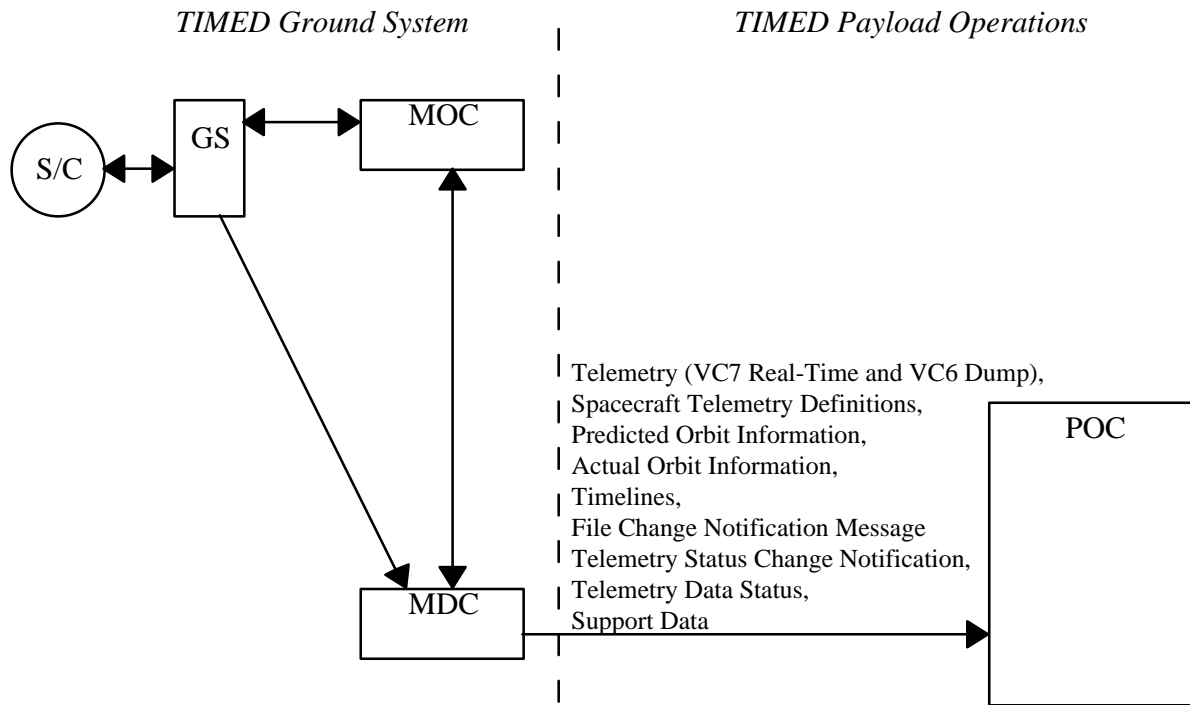 TIMED Ground System
TIMED Payload Operations
MOC
GS
S/C
Telemetry (VC7 Real-Time and VC6 Dump),
Spacecraft Telemetry Definitions,
Predicted Orbit Information,
POC
Actual Orbit Information,
Timelines,
File Change Notification Message
Telemetry Status Change Notification,
Telemetry Data Status,
MDC
Support Data